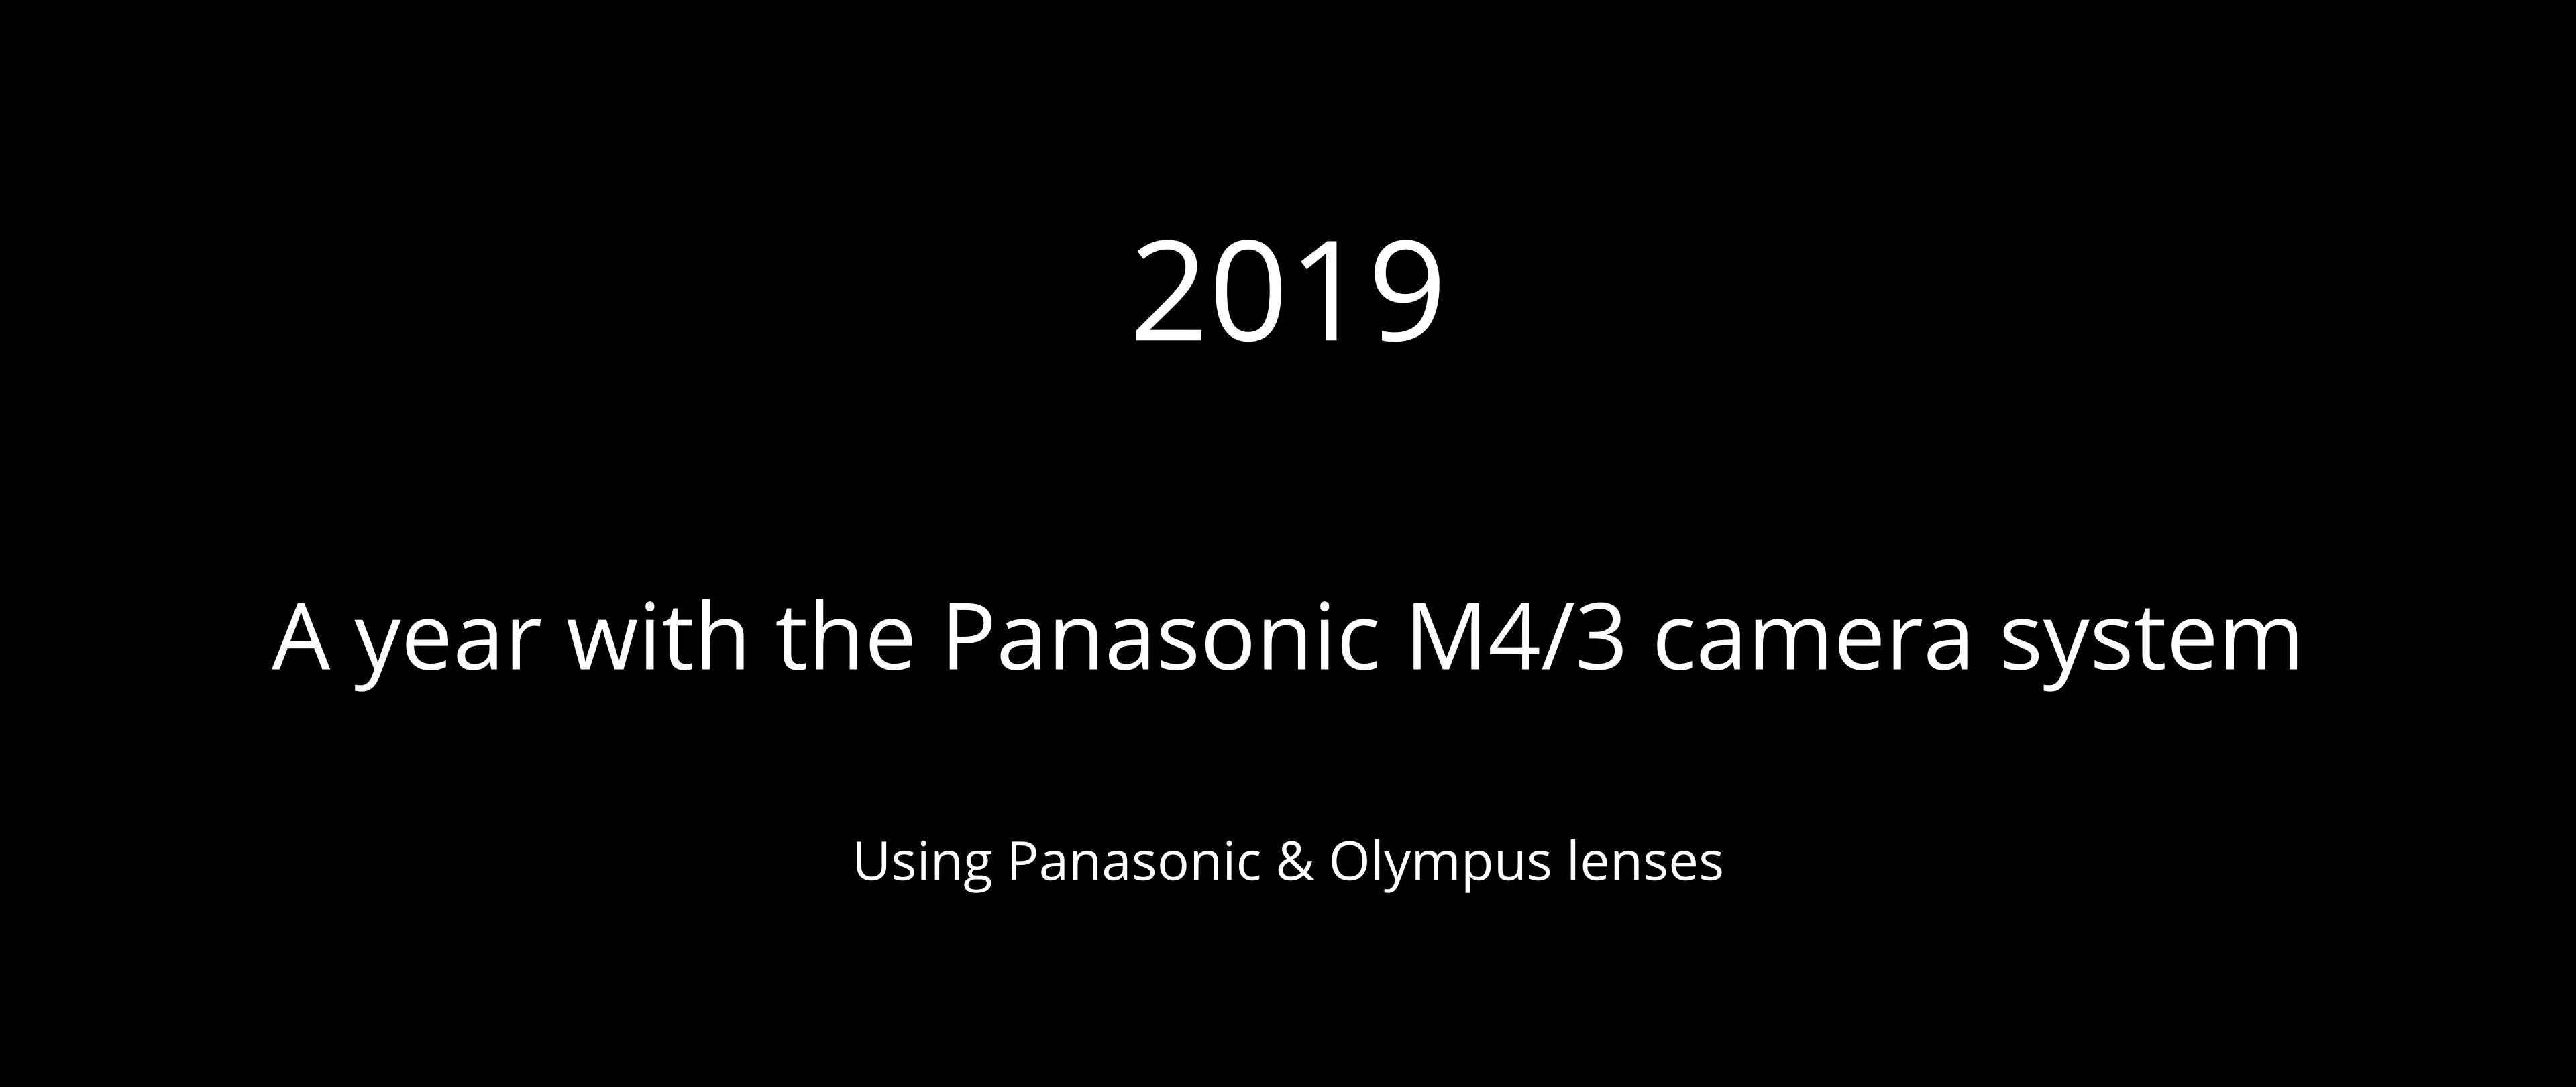 2019
A year with the Panasonic M4/3 camera system
Using Panasonic & Olympus lenses